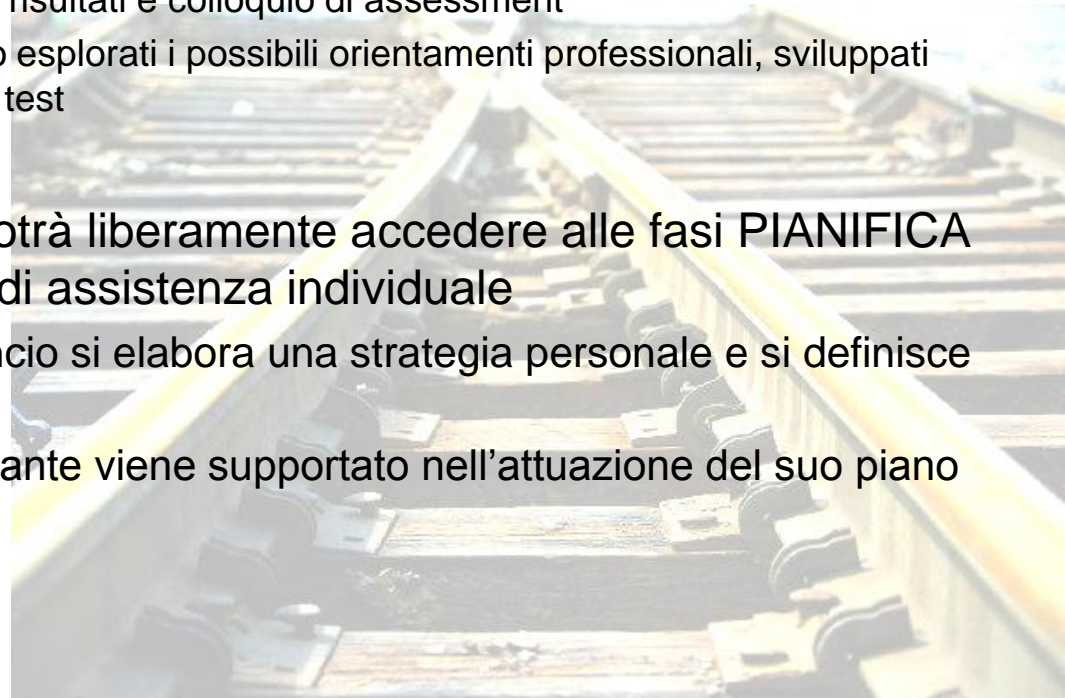 risultati e colloquio di assessment
o esplorati i possibili orientamenti professionali, sviluppati
test
otrà liberamente accedere alle fasi PIANIFICA
di assistenza individuale
ncio si elabora una strategia personale e si definisce
ante viene supportato nell’attuazione del suo piano